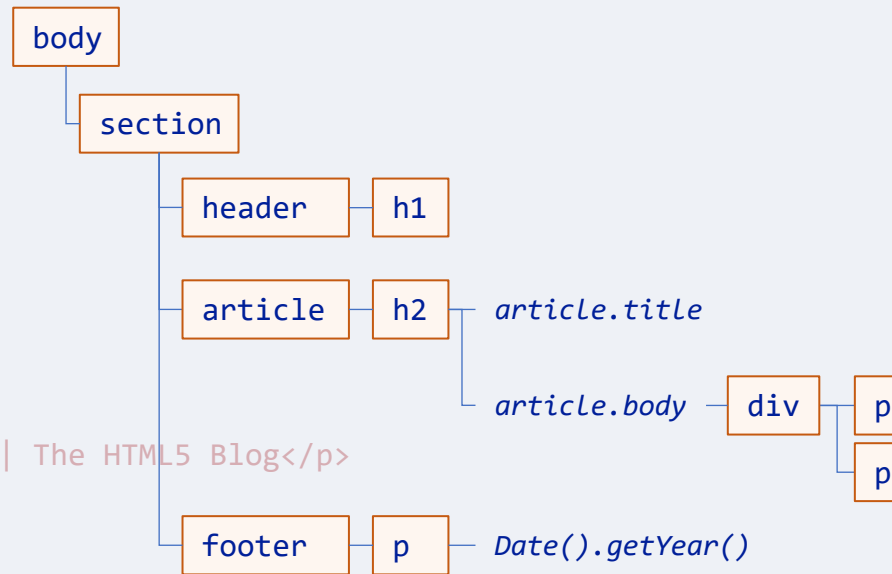 body
section
header h1
article h2 article.title
article.body div p
| The HTML5 Blog</p>
p
footer p Date().getYear()